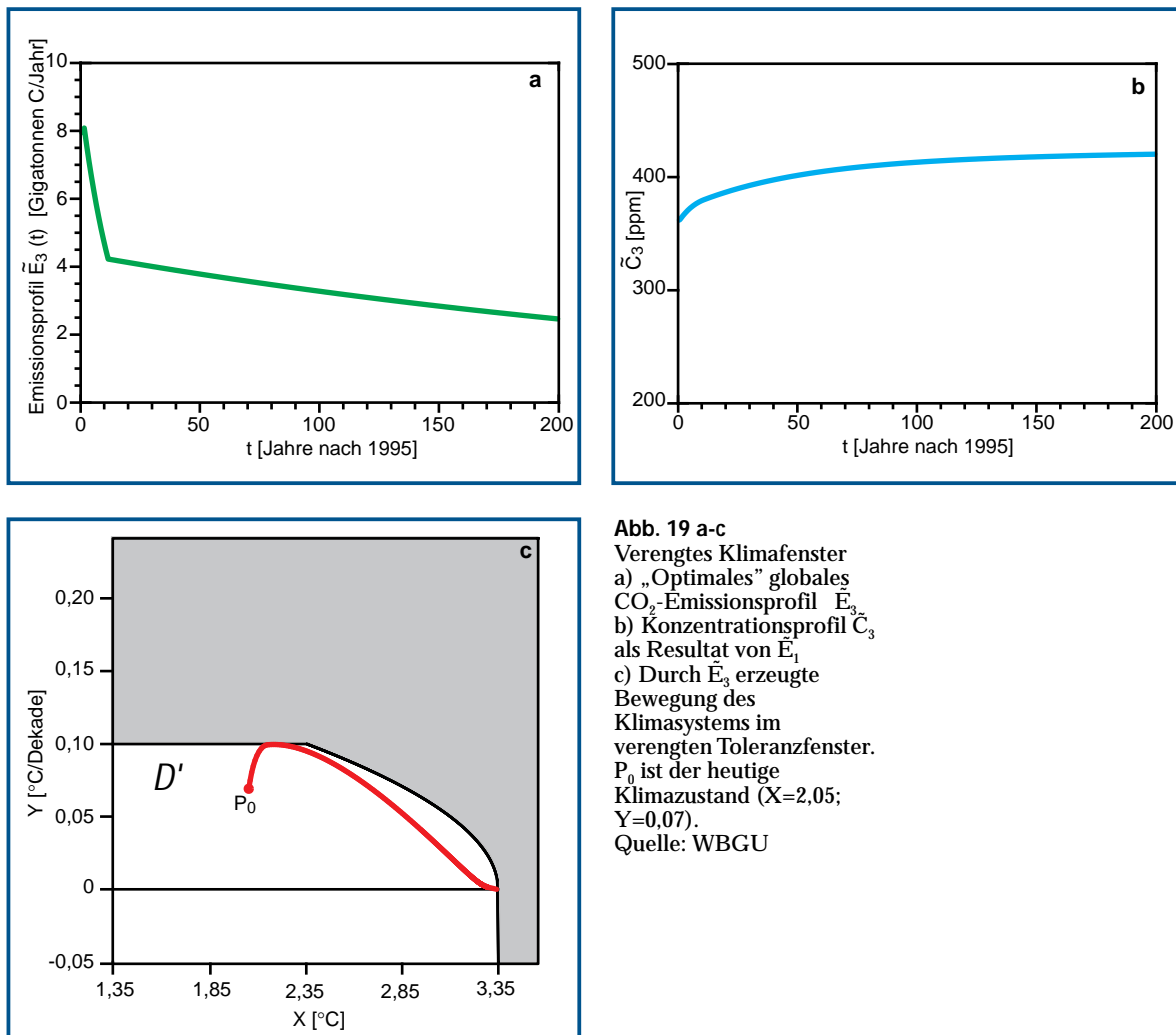 a
Emissionsprofil Ẽ3 (t) [Gigatonnen C/Jahr]
10
8
6
4
2
0
0 50 100 150 200
t [Jahre nach 1995]
b
C̃3 [ppm]
500
400
300
200
0 50 100 150 200
t [Jahre nach 1995]
c
Y [°C/Dekade]
0,20
0,15
0,10
0,05
0
-0,05
D'
P0
1,35 1,85 2,35 2,85 3,35
X [°C]
Abb. 19 a-c
Verengtes Klimafenster
a) „Optimales” globales
CO2-Emissionsprofil Ẽ3
b) Konzentrationsprofil C̃3
als Resultat von Ẽ1
c) Durch Ẽ3 erzeugte
Bewegung des
Klimasystems im
verengten Toleranzfenster.
P0 ist der heutige
Klimazustand (X=2,05;
Y=0,07).
Quelle: WBGU